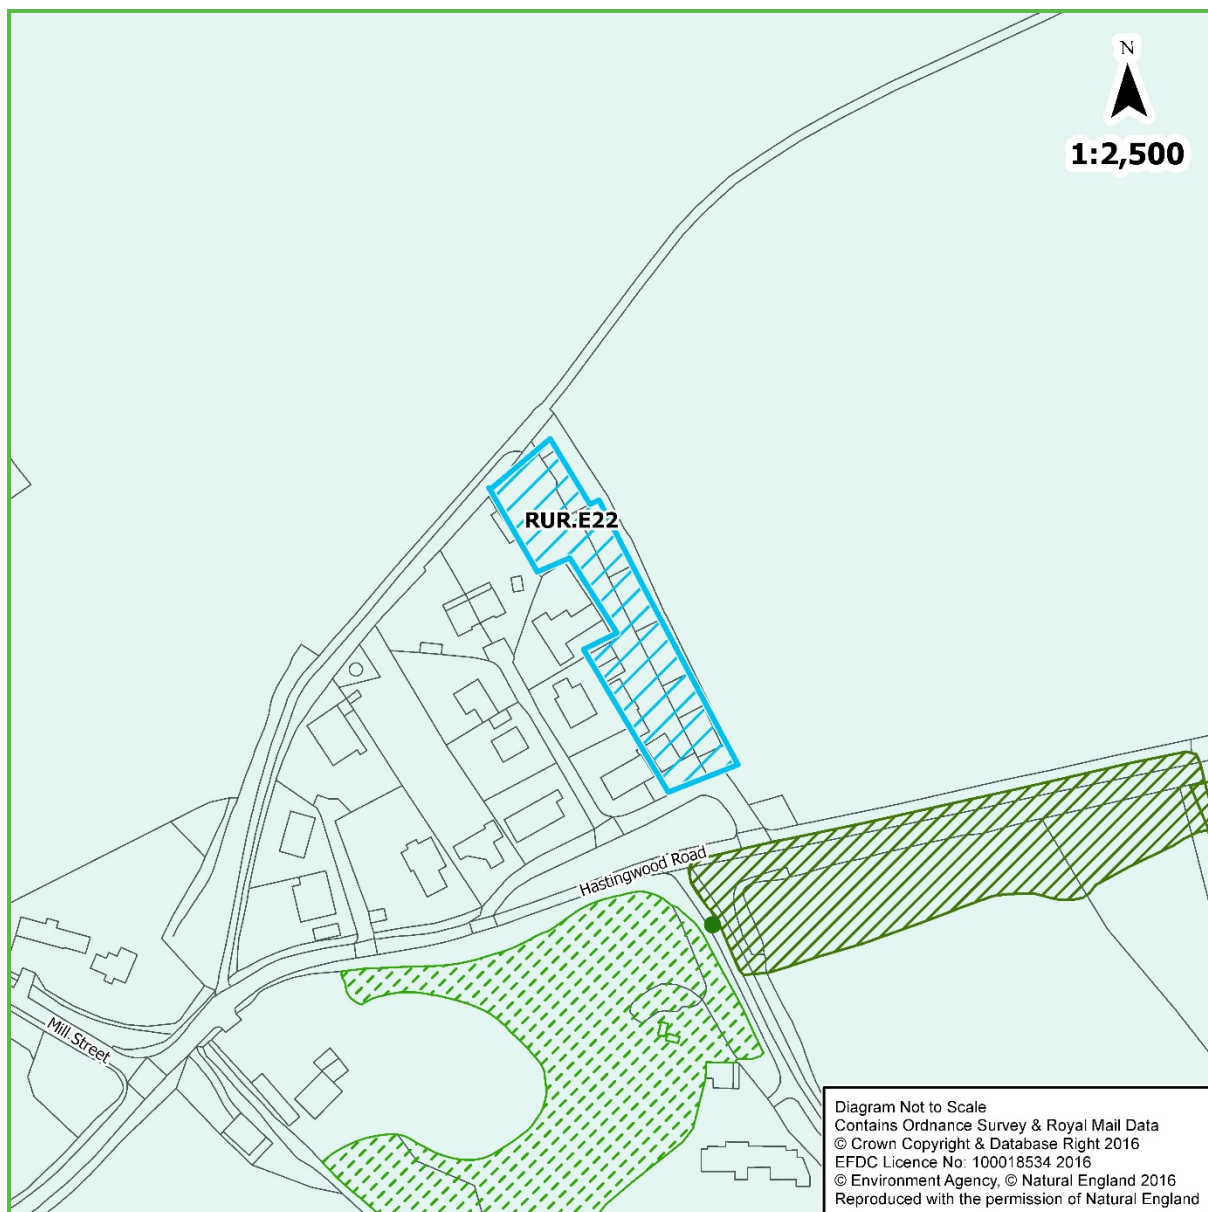 N
1:2,500
RUR.E22
Hastingwood Road
Mill Street
Diagram Not to Scale
Contains Ordnance Survey & Royal Mail Data
© Crown Copyright & Database Right 2016
EFDC Licence No: 100018534 2016
© Environment Agency, © Natural England 2016
Reproduced with the permission of Natural England